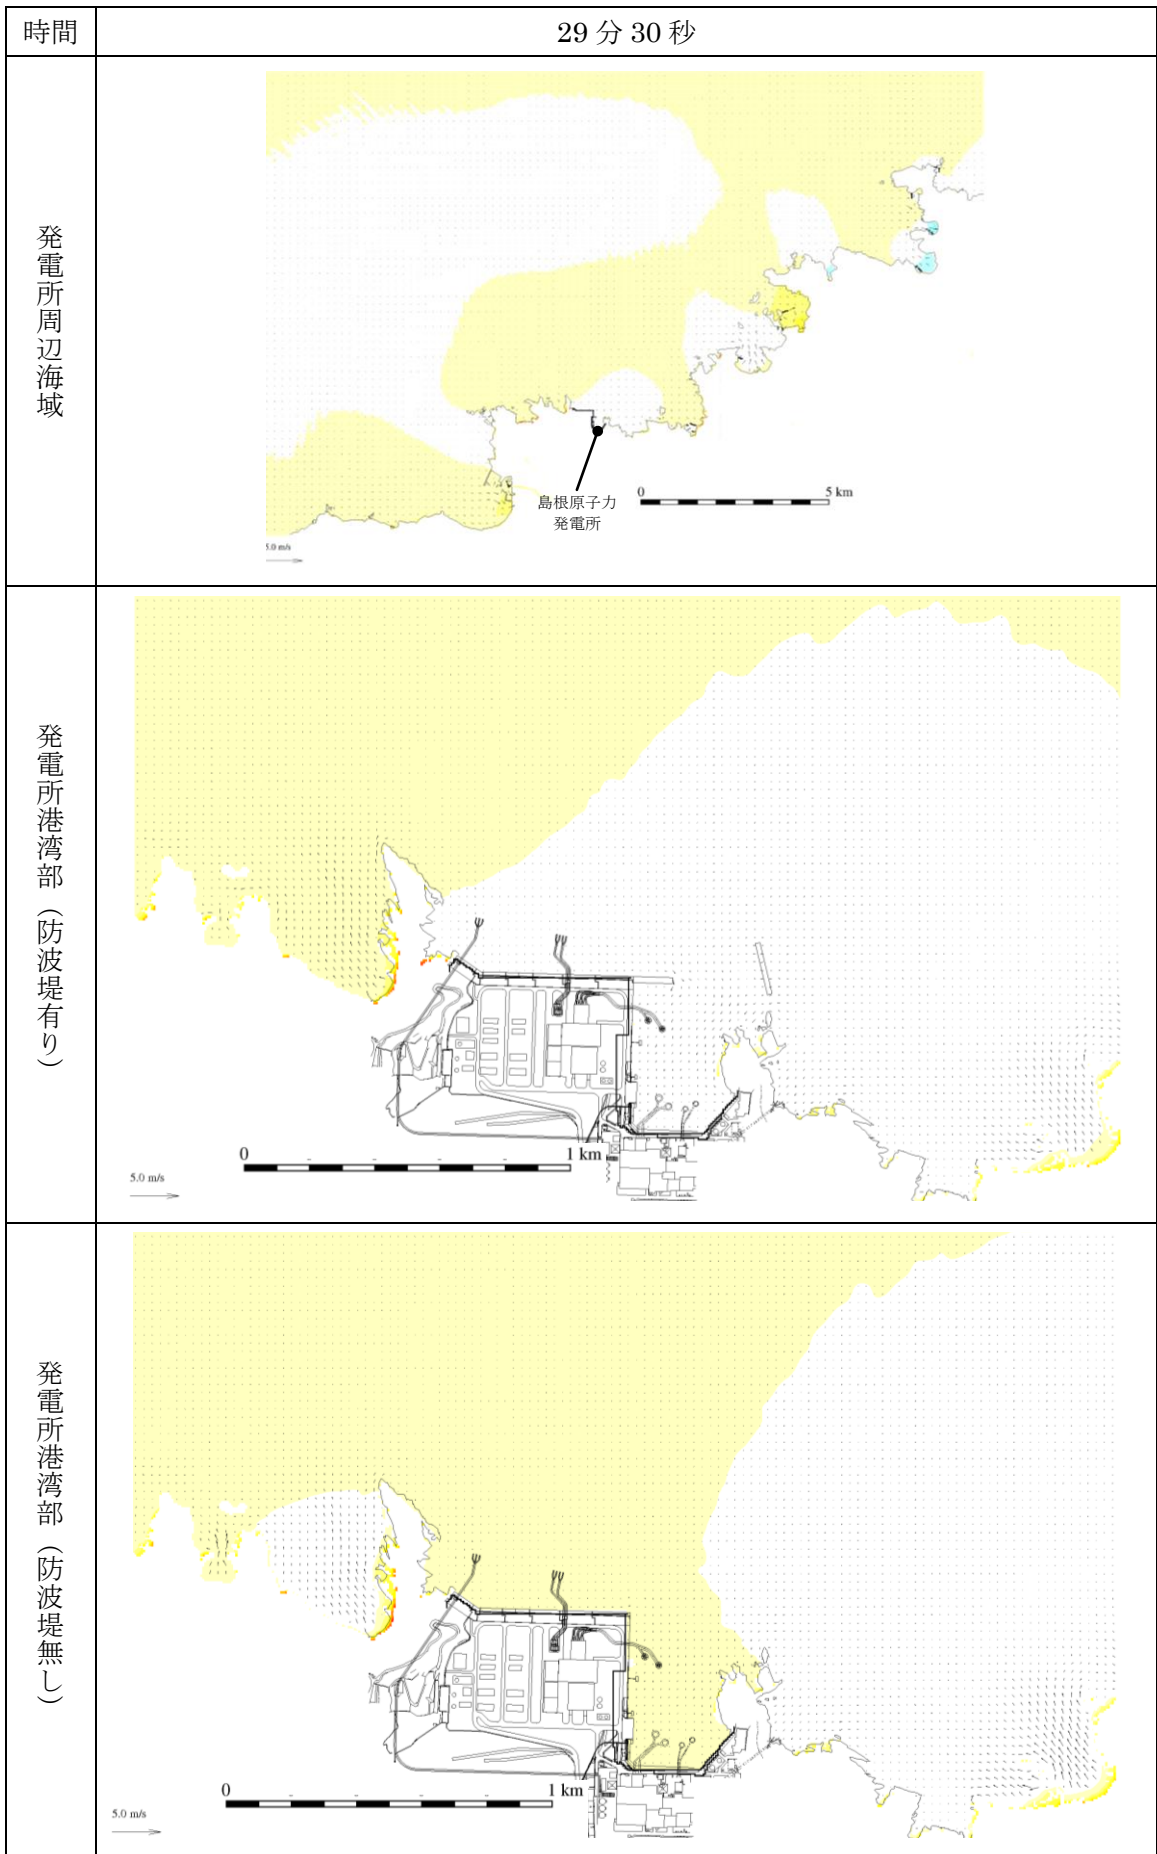 時間
29分30秒
発電所周辺海域
島根原子力
発電所
0
5 km
5.0 m/s
発電所港湾部（防波堤有り）
0
1 km
5.0 m/s
発電所港湾部（防波堤無し）
0
1 km
5.0 m/s